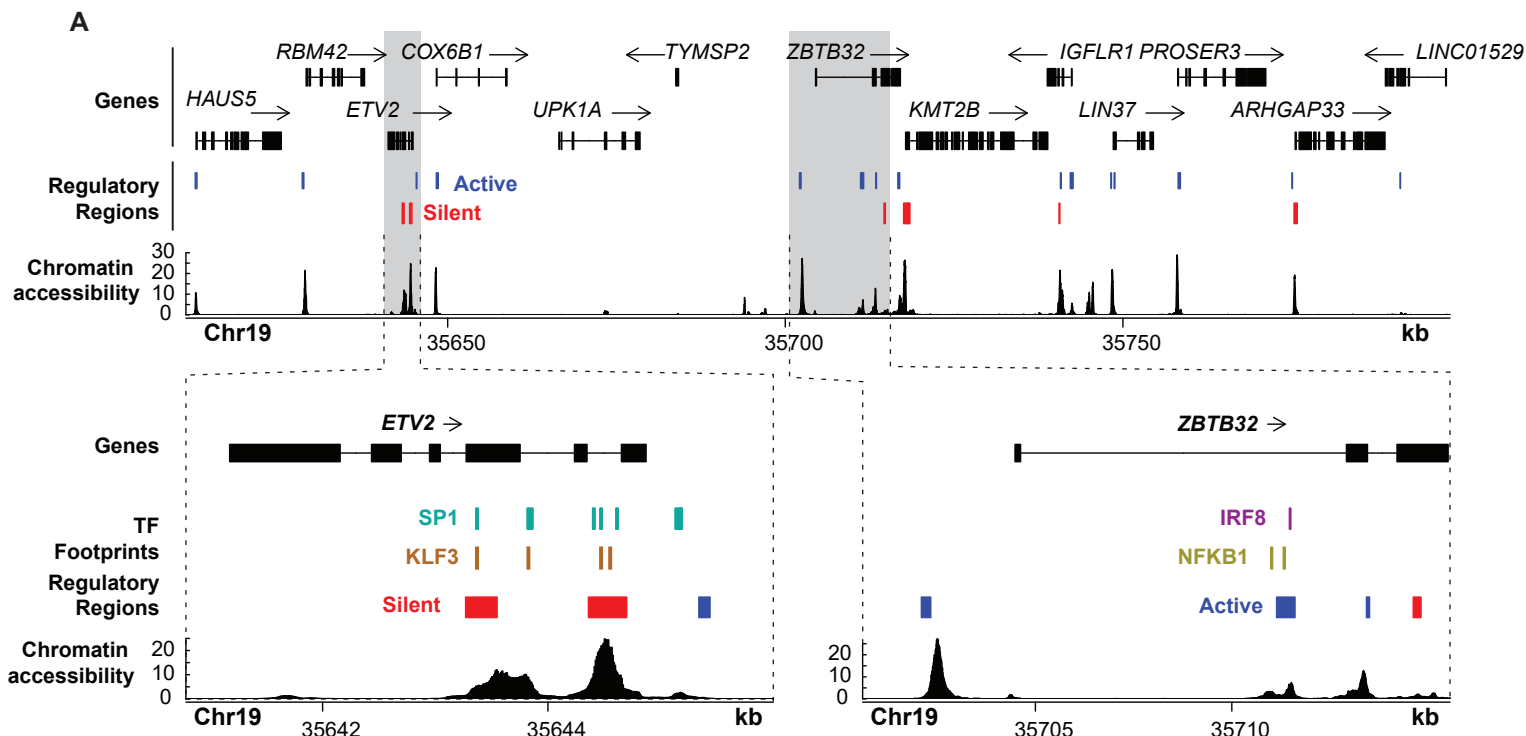 A
RBM42 COX6B1 TYMSP2 ZBTB32 IGFLR1 PROSER3 LINC01529
Genes
HAUS5 ETV2 UPK1A KMT2B LIN37 ARHGAP33
Regulatory
Regions
Active
Silent
Chromatin
accessibility
30
20
10
0
Chr19 35650 35700 35750 kb
Genes
ETV2 ZBTB32
TF
Footprints
SP1 IRF8
KLF3 NFKB1
Regulatory
Regions
Silent Active
Chromatin
accessibility
20
10
0
20
10
0
Chr19 35642 35644 kb
Chr19 35705 35710 kb